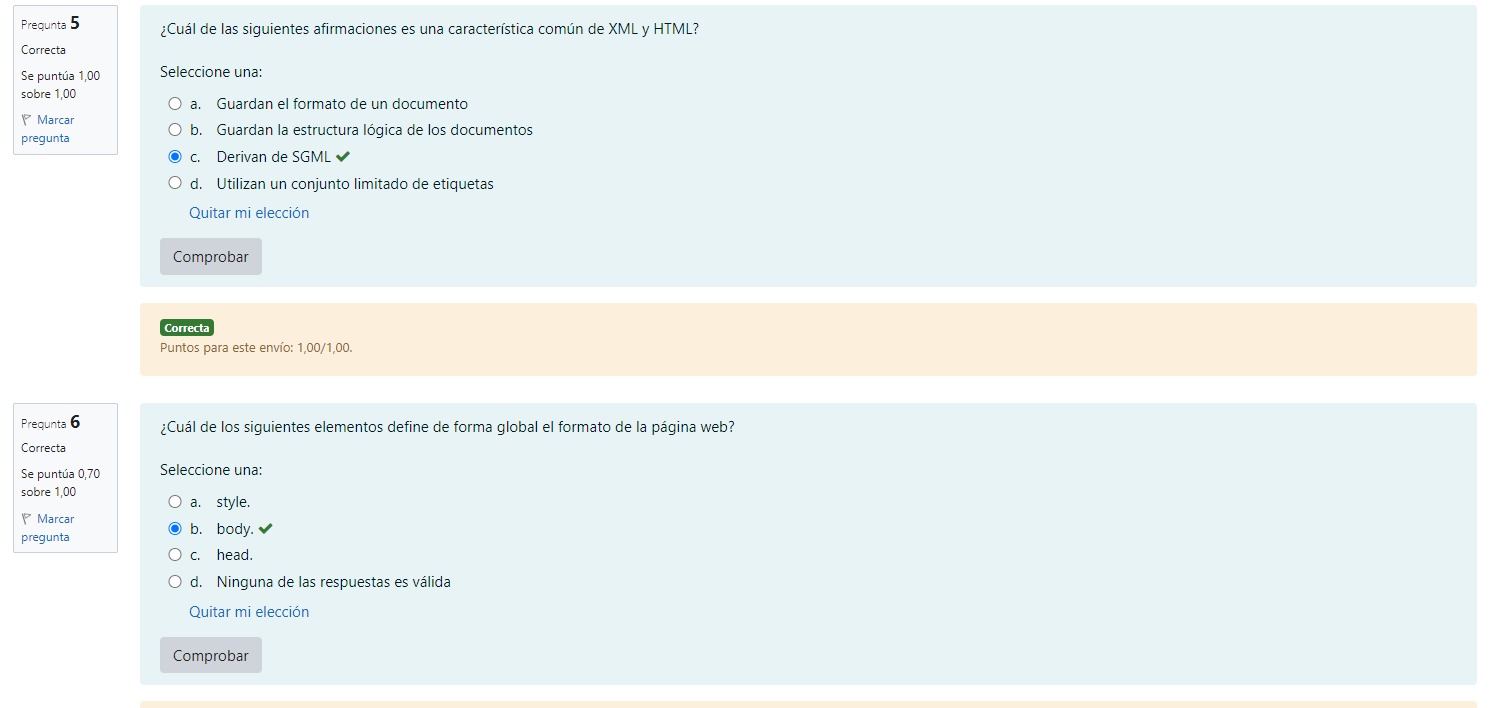 Pregunta 5
Correcta
Se puntúa 1,00
sobre 1,00
Marcar
pregunta
¿Cuál de las siguientes afirmaciones es una característica común de XML y HTML?
Seleccione una:
a. Guardan el formato de un documento
b. Guardan la estructura lógica de los documentos
c. Derivan de SGML
d. Utilizan un conjunto limitado de etiquetas
Quitar mi elección
Comprobar
Correcta
Puntos para este envío: 1,00/1,00.
Pregunta 6
Correcta
Se puntúa 0,70
sobre 1,00
Marcar
pregunta
¿Cuál de los siguientes elementos define de forma global el formato de la página web?
Seleccione una:
a. style.
b. body.
c. head.
d. Ninguna de las respuestas es válida
Quitar mi elección
Comprobar